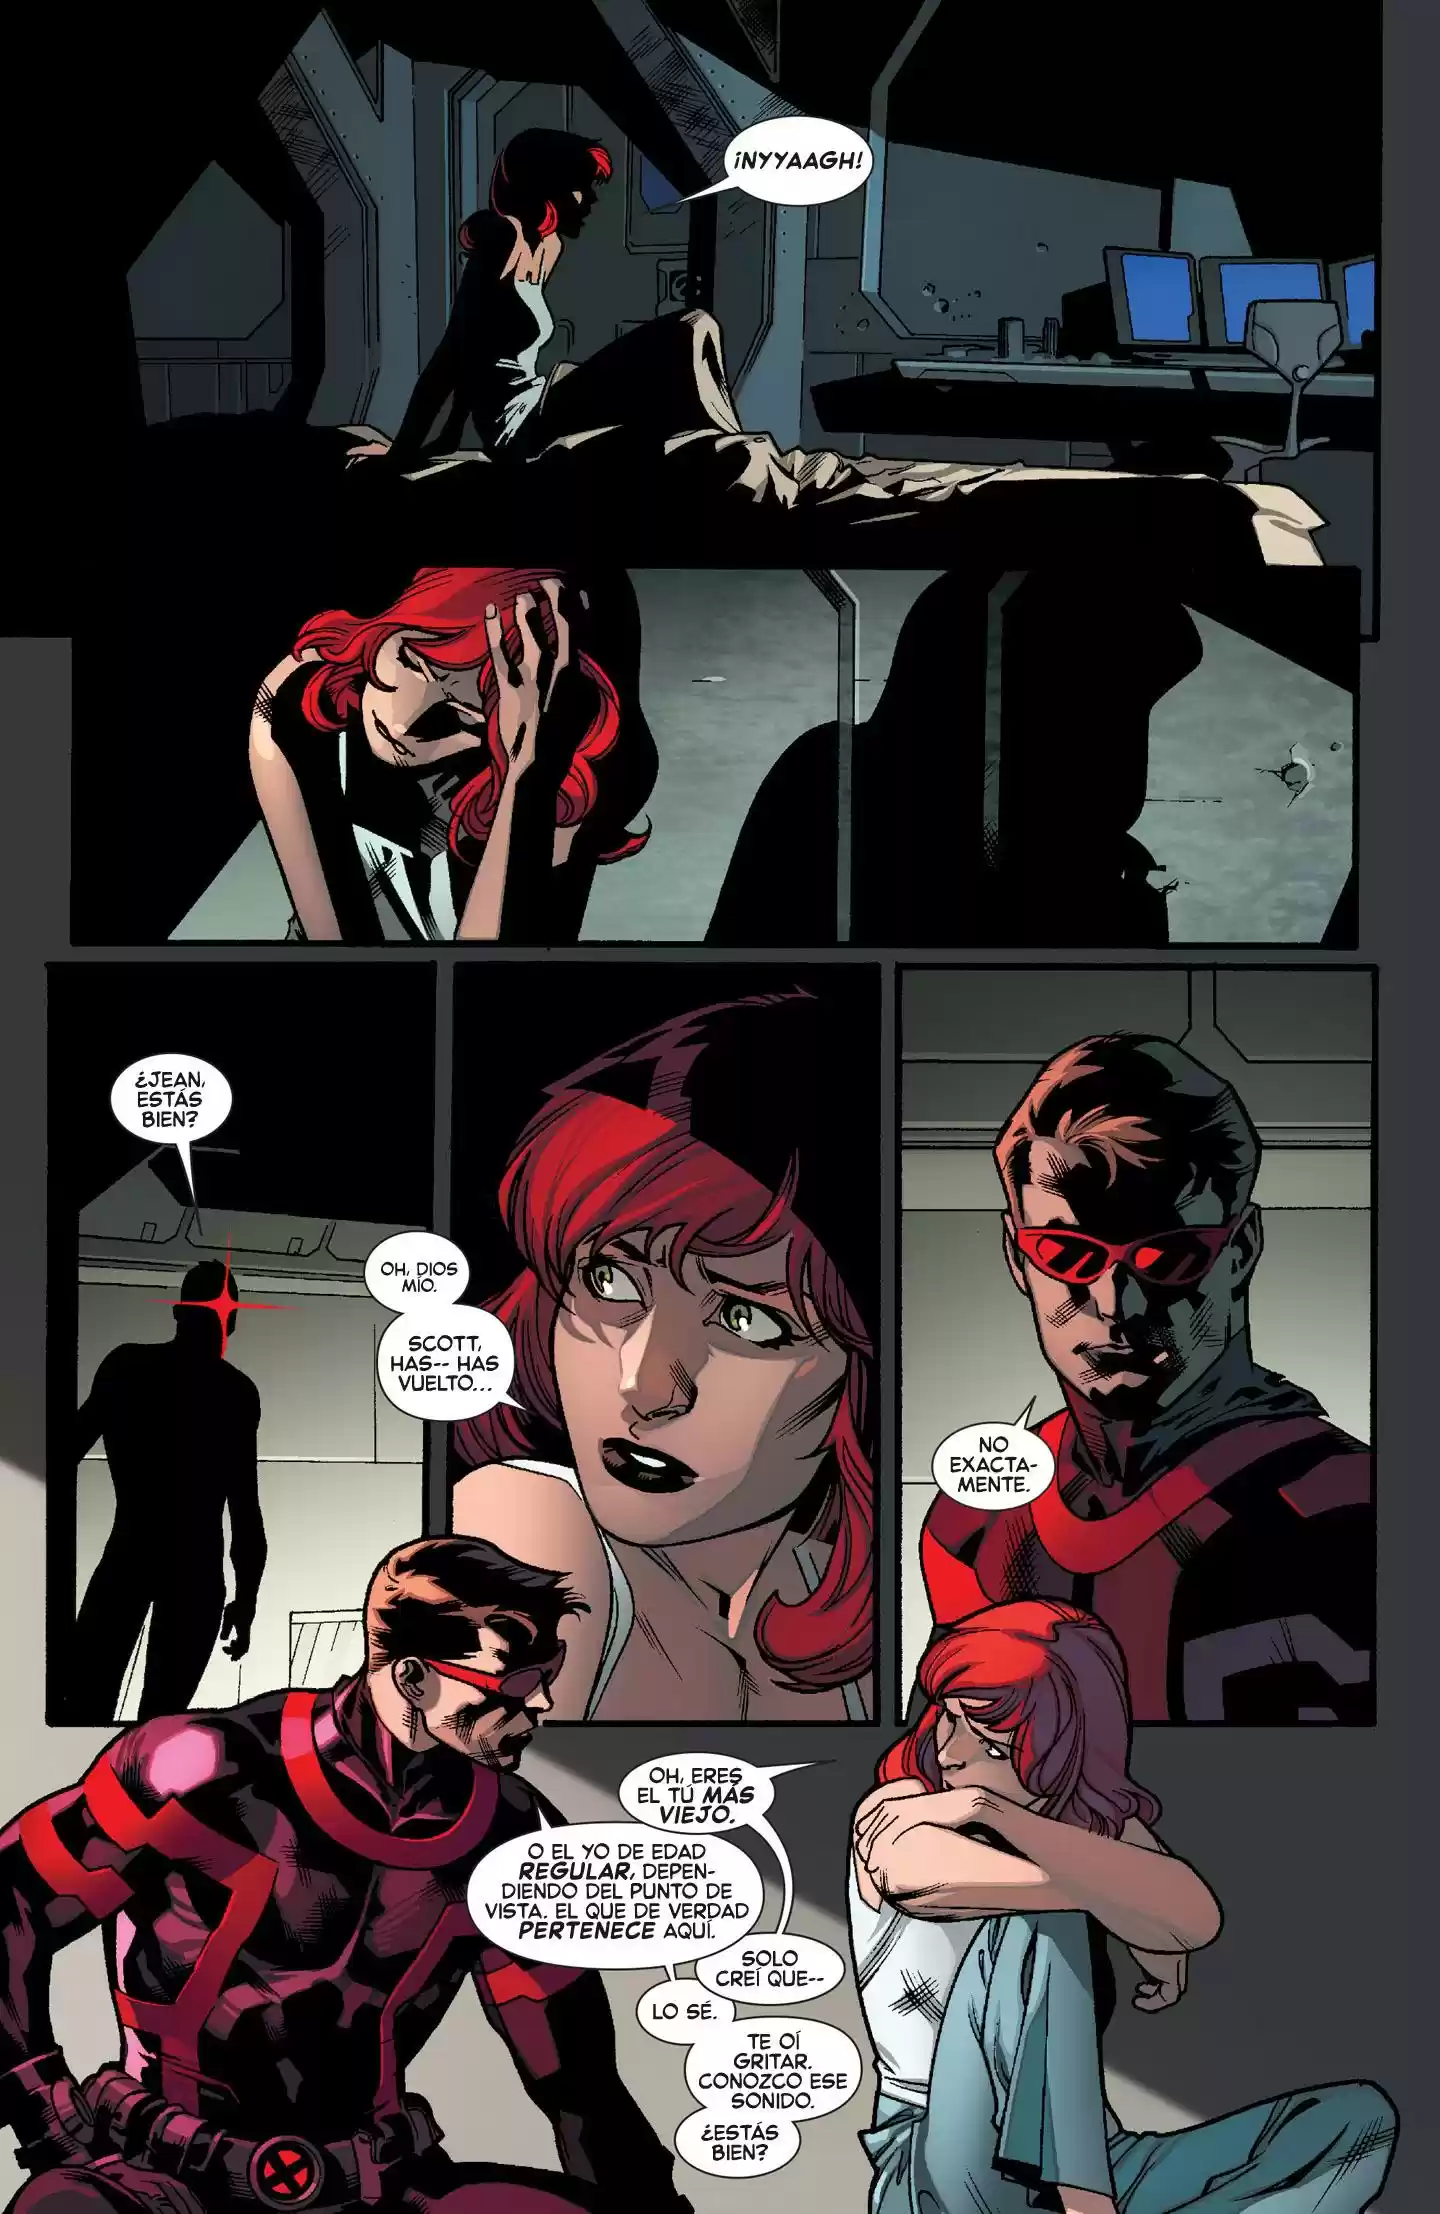 ¡NYYAAGH!
¿JEAN,
ESTÁS
BIEN?
OH, DIOS
MÍO.
SCOTT,
HAS-- HAS
VUELTO...
NO
EXACTA-
MENTE.
OH, ERES
EL TÚ MÁS
VIEJO.
O EL YO DE EDAD
REGULAR, DEPEN-
DIENDO DEL PUNTO DE
VISTA. EL QUE DE VERDAD
PERTENECE AQUÍ.
SOLO
CREÍ QUE--
LO SÉ.
TE OÍ
GRITAR.
CONOZCO ESE
SONIDO.
¿ESTÁS
BIEN?